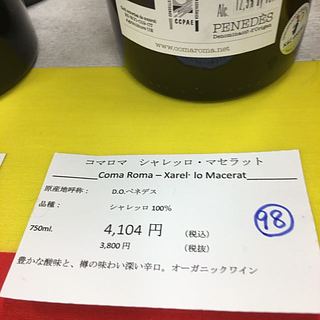 CCPAE
Alc.
PENEDÈS
Denominació d'Origen
www.comaroma.net
コマロマ シャレッロ・マセラット
Coma Roma – Xarel· lo Macerat
原産地呼称： D.O.ペネデス
品種： シャレッロ 100%
750ml. 4,104 円 (税込)
3,800 円 (税抜)
98
豊かな酸味と、樽の味わい深い辛口。オーガニックワイン